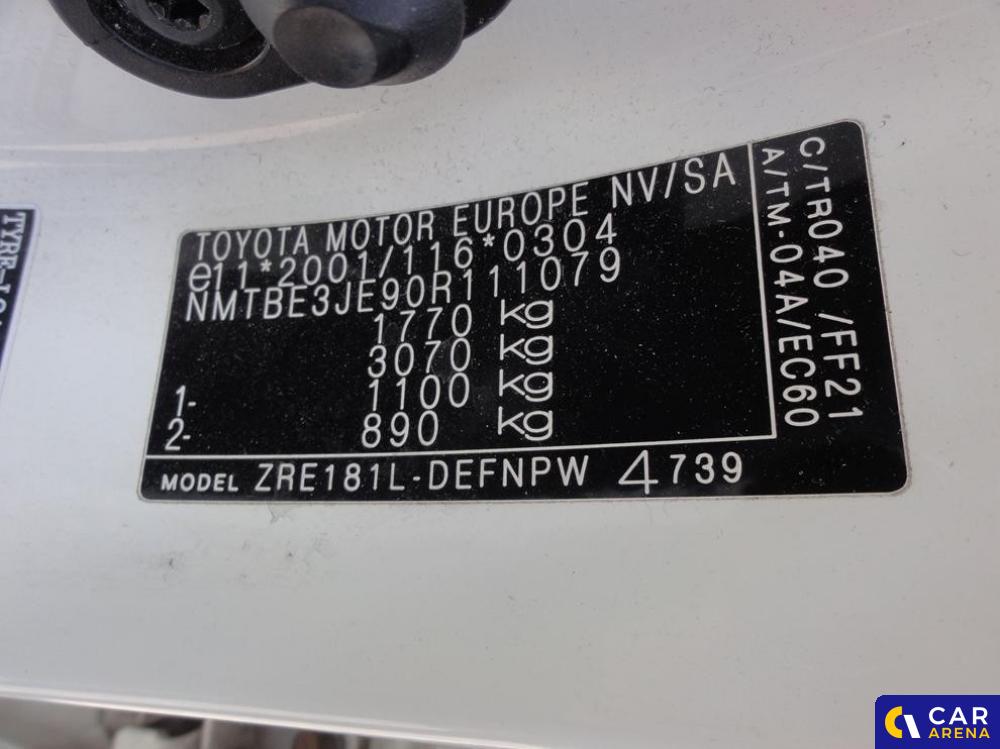 TOYOTA MOTOR EUROPE NV/SA
e11*2001/116*0304
NMTBE3JE90R111079
1770 kg
3070 kg
1- 1100 kg
2- 890 kg
MODEL ZRE181L-DEFNPW 4739
C/TR040 /FF21
A/TM-04A/EC60
CAR
ARENA